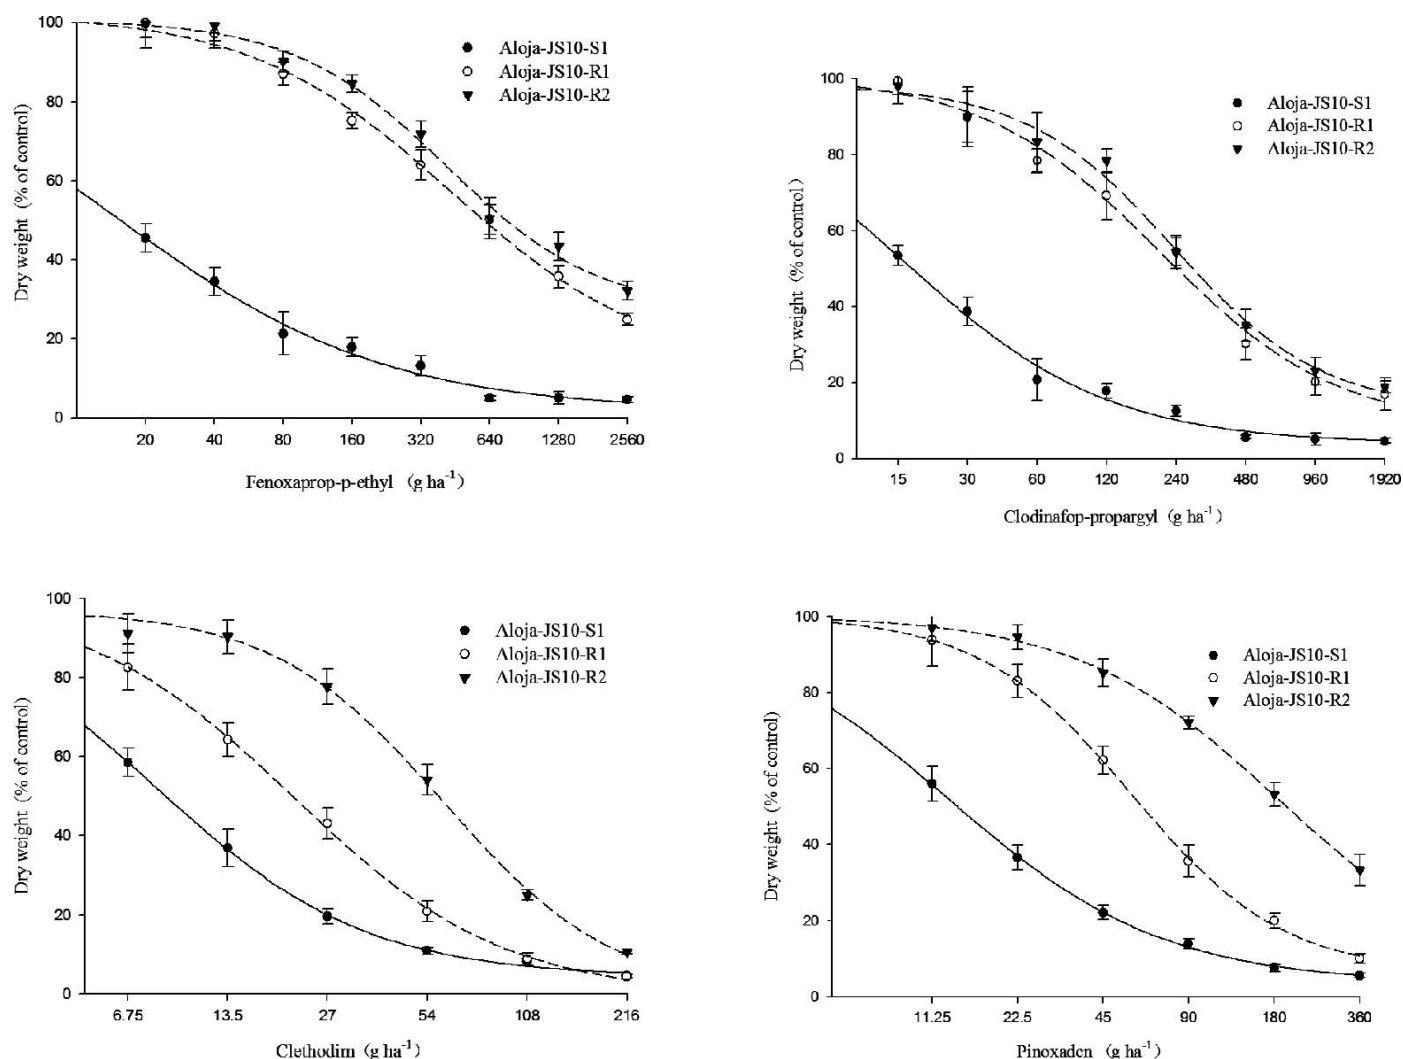 100
80
60
40
20
0
Dry weight (% of control)
Aloja-JS10-S1
Aloja-JS10-R1
Aloja-JS10-R2
20 40 80 160 320 640 1280 2560
Fenoxaprop-p-ethyl (g ha-1)
100
80
60
40
20
0
Dry weight (% of control)
Aloja-JS10-S1
Aloja-JS10-R1
Aloja-JS10-R2
15 30 60 120 240 480 960 1920
Clodinafop-propargyl (g ha-1)
100
80
60
40
20
0
Dry weight (% of control)
Aloja-JS10-S1
Aloja-JS10-R1
Aloja-JS10-R2
6.75 13.5 27 54 108 216
Clethodim (g ha-1)
100
80
60
40
20
0
Dry weight (% of control)
Aloja-JS10-S1
Aloja-JS10-R1
Aloja-JS10-R2
11.25 22.5 45 90 180 360
Pinoxaden (g ha-1)